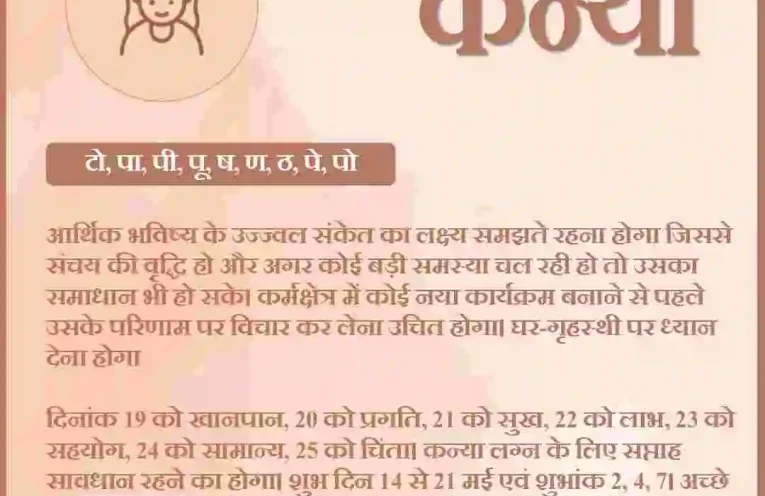 कन्या
टो, पा, पी, पू, ष, ण, ठ, पे, पो
आर्थिक भविष्य के उज्ज्वल संकेत का लक्ष्य समझते रहना होगा जिससे
संचय की वृद्धि हो और अगर कोई बड़ी समस्या चल रही हो तो उसका
समाधान भी हो सके। कर्मक्षेत्र में कोई नया कार्यक्रम बनाने से पहले
उसके परिणाम पर विचार कर लेना उचित होगा। घर-गृहस्थी पर ध्यान
देना होगा
दिनांक 19 को खानपान, 20 को प्रगति, 21 को सुख, 22 को लाभ, 23 को
सहयोग, 24 को सामान्य, 25 को चिंता। कन्या लग्न के लिए सप्ताह
सावधान रहने का होगा। शुभ दिन 14 से 21 मई एवं शुभांक 2, 4, 7। अच्छे